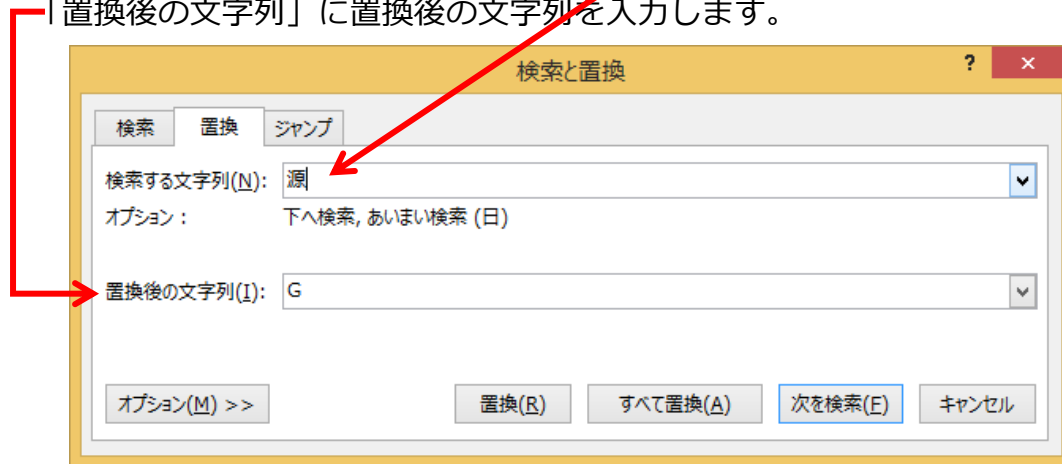 「置換後の文字列」に置換後の文字列を入力します。
検索と置換 ? ×
検索 置換 ジャンプ
検索する文字列(N): 源
オプション： 下へ検索, あいまい検索 (日)
置換後の文字列(I): G
オプション(M) >> 置換(R) すべて置換(A) 次を検索(F) キャンセル